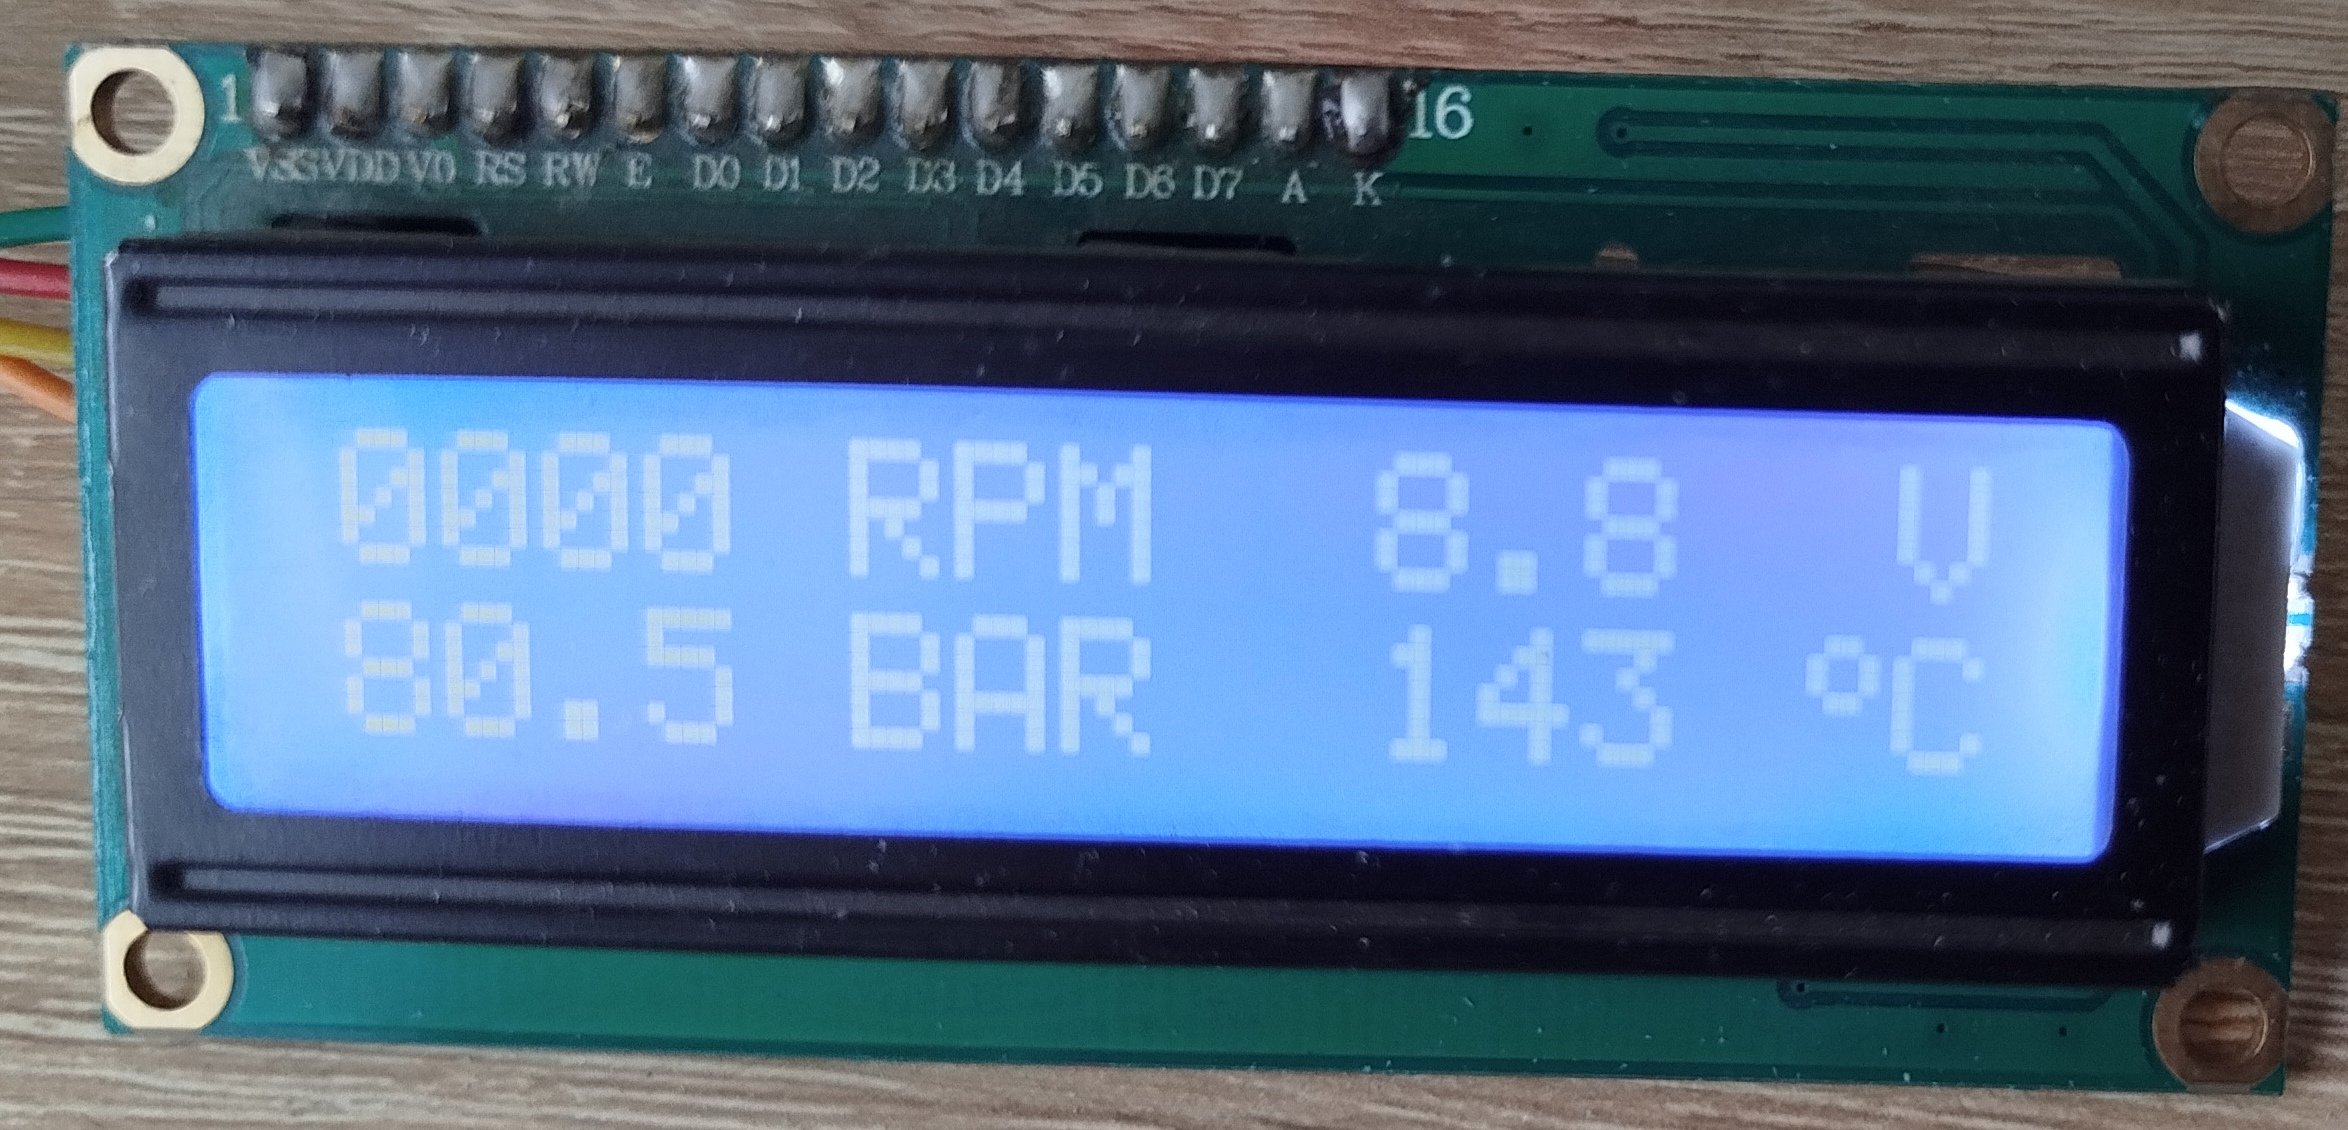 1 16
VSS VDD V0 RS RW E D0 D1 D2 D3 D4 D5 D6 D7 A K
0000 RPM 8.8 V
80.5 BAR 143 °C